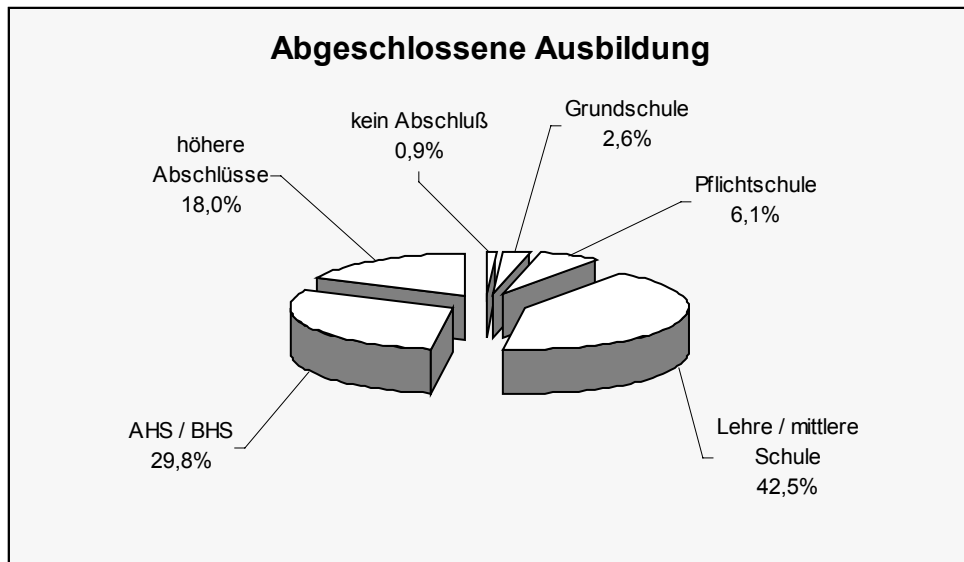 Abgeschlossene Ausbildung
kein Abschluß
0,9%
Grundschule
2,6%
höhere
Abschlüsse
18,0%
Pflichtschule
6,1%
AHS / BHS
29,8%
Lehre / mittlere
Schule
42,5%